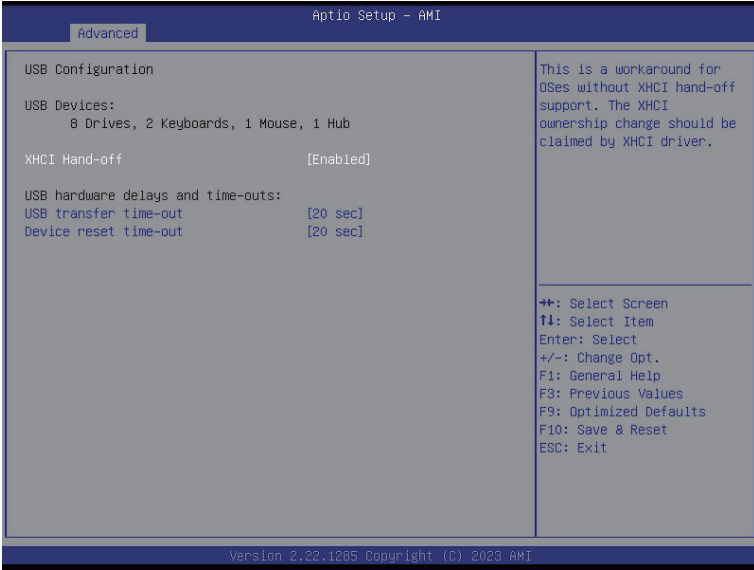 Aptio Setup – AMI
Advanced
USB Configuration
USB Devices:
8 Drives, 2 Keyboards, 1 Mouse, 1 Hub
XHCI Hand-off [Enabled]
USB hardware delays and time-outs:
USB transfer time-out [20 sec]
Device reset time-out [20 sec]
This is a workaround for
OSes without XHCI hand-off
support. The XHCI
ownership change should be
claimed by XHCI driver.
→←: Select Screen
↑↓: Select Item
Enter: Select
+/-: Change Opt.
F1: General Help
F3: Previous Values
F9: Optimized Defaults
F10: Save & Reset
ESC: Exit
Version 2.22.1285 Copyright (C) 2023 AMI